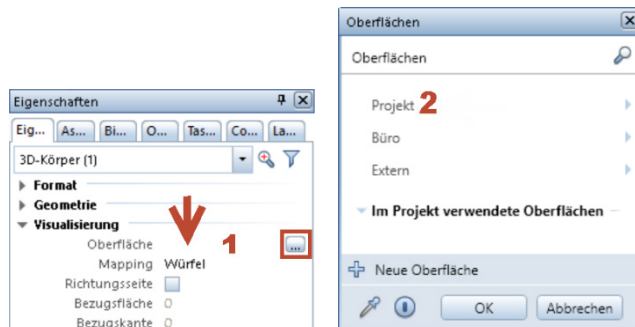 Eigenschaften
Eig... As... Bi... O... Tas... Co... La...
3D-Körper (1)
Format
Geometrie
Visualisierung
Oberfläche 1 ...
Mapping Würfel
Richtungsseite
Bezugsfläche 0
Bezugskante 0
Oberflächen
Oberflächen
Projekt 2
Büro
Extern
Im Projekt verwendete Oberflächen
Neue Oberfläche
OK Abbrechen